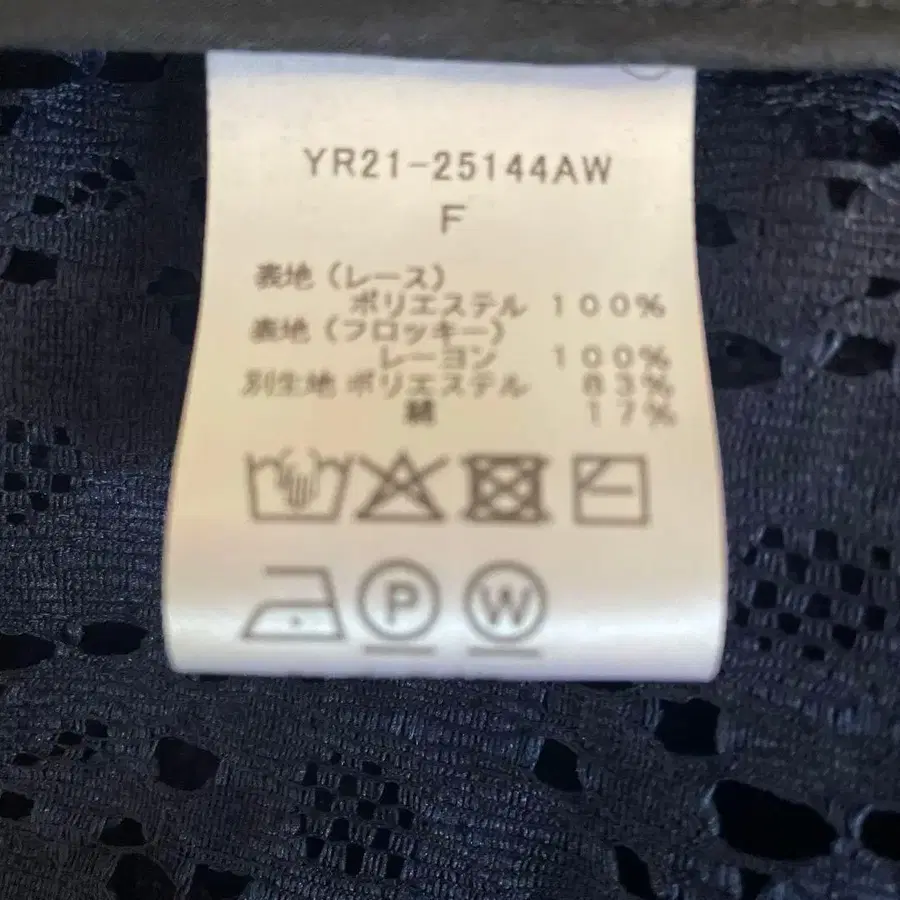 YR21-25144AW
F
表地（レース）
ポリエステル 100%
表地（フロッキー）
レーヨン 100%
別生地 ポリエステル 83%
綿 17%
P W